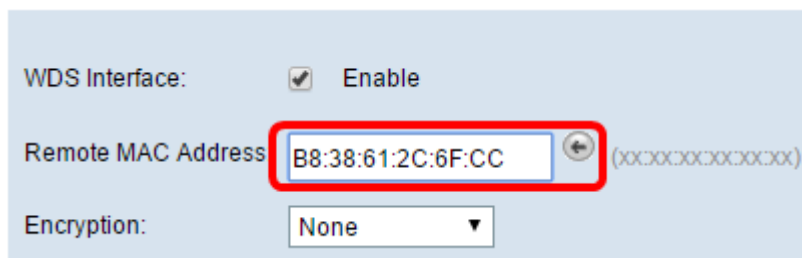 WDS Interface: Enable
Remote MAC Address B8:38:61:2C:6F:CC (xx:xx:xx:xx:xx:xx)
Encryption: None